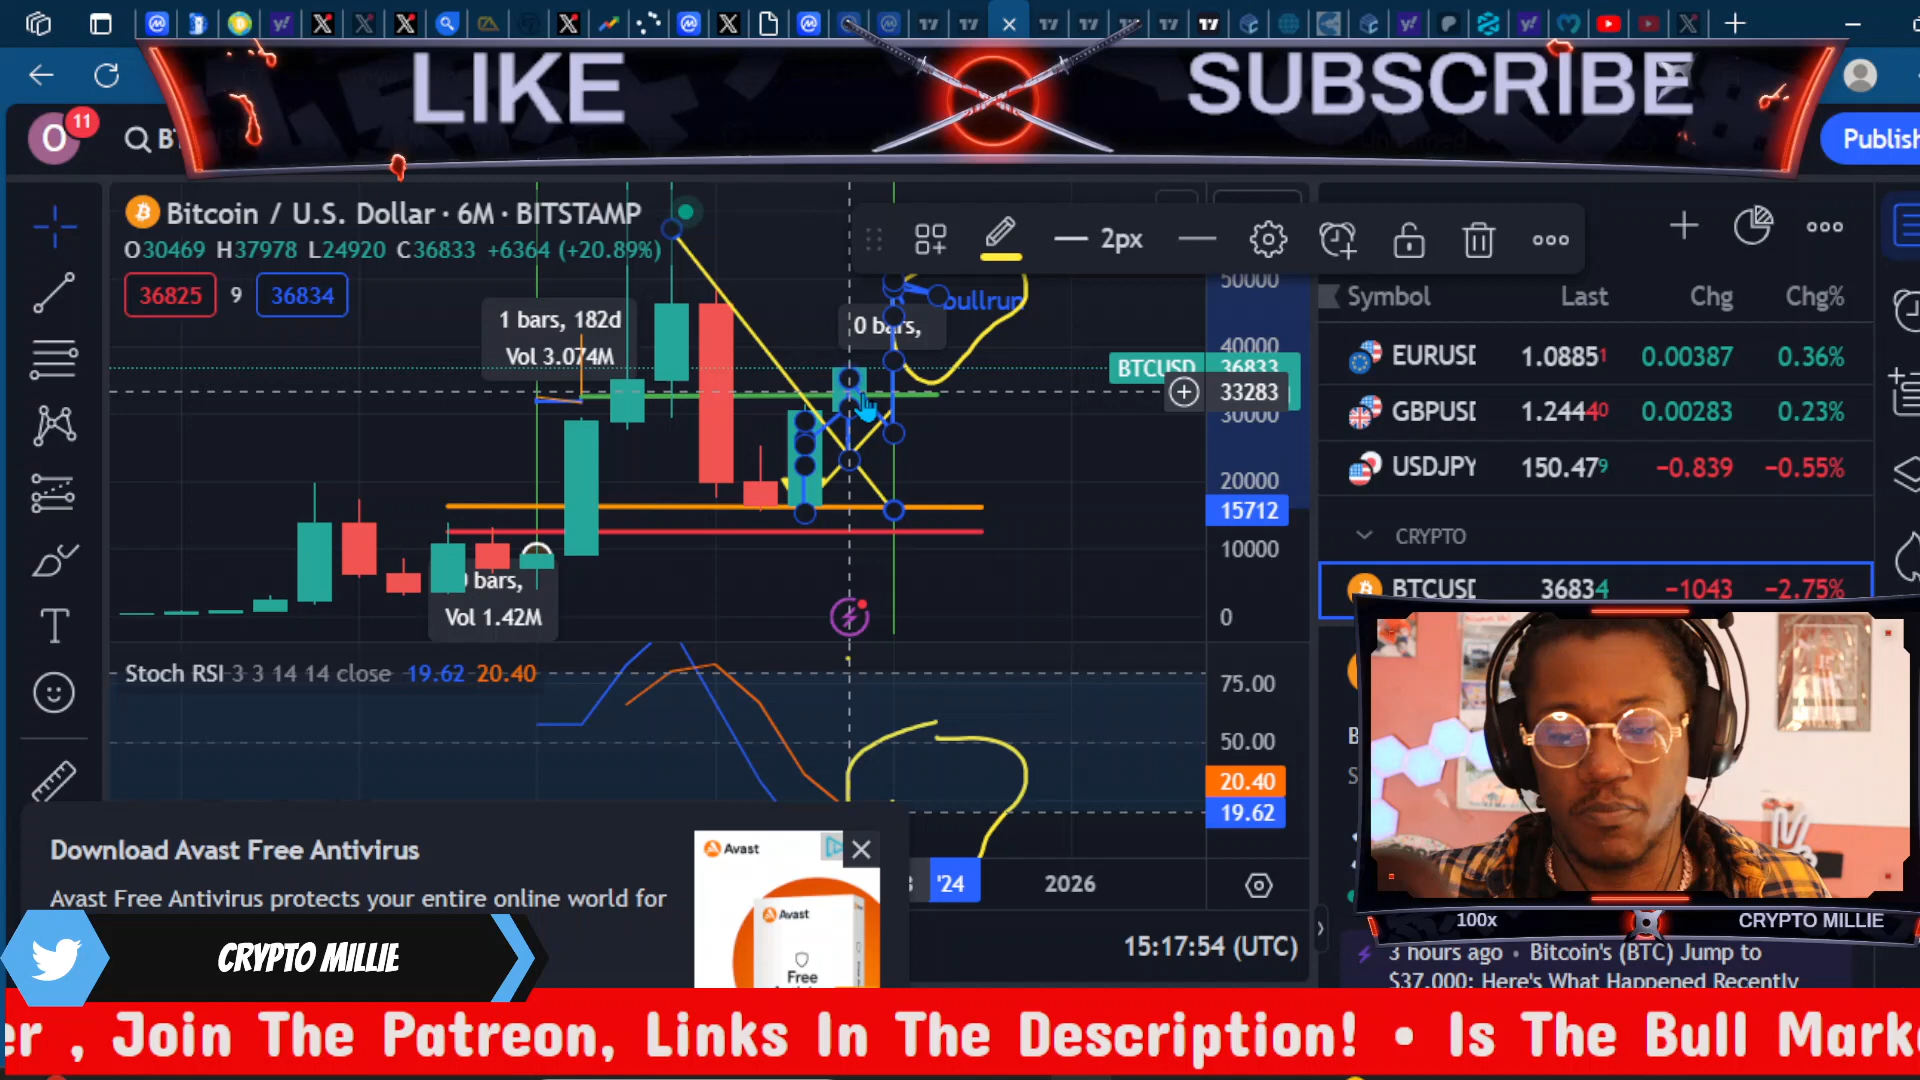 LIKE
SUBSCRIBE
11
O
Publish
Bitcoin / U.S. Dollar · 6M · BITSTAMP
O30469 H37978 L24920 C36833 +6364 (+20.89%)
36825 9 36834
2px
1 bars, 182d
Vol 3.074M
0 bars,
bullrun
bars,
Vol 1.42M
50000
40000
BTCUSD 36833
33283
30000
20000
15712
10000
0
Stoch RSI 3 3 14 14 close 19.62 20.40
75.00
50.00
20.40
19.62
'24
2026
15:17:54 (UTC)
Symbol Last Chg Chg%
EURUSD 1.08851 0.00387 0.36%
GBPUSD 1.24440 0.00283 0.23%
USDJPY 150.479 −0.839 −0.55%
CRYPTO
BTCUSD 36834 −1043 −2.75%
Download Avast Free Antivirus
Avast Free Antivirus protects your entire online world for
Avast
Avast
Free
CRYPTO MILLIE
100x
CRYPTO MILLIE
3 hours ago • Bitcoin's (BTC) Jump to
$37,000: Here's What Happened Recently
er , Join The Patreon, Links In The Description! • Is The Bull Mark